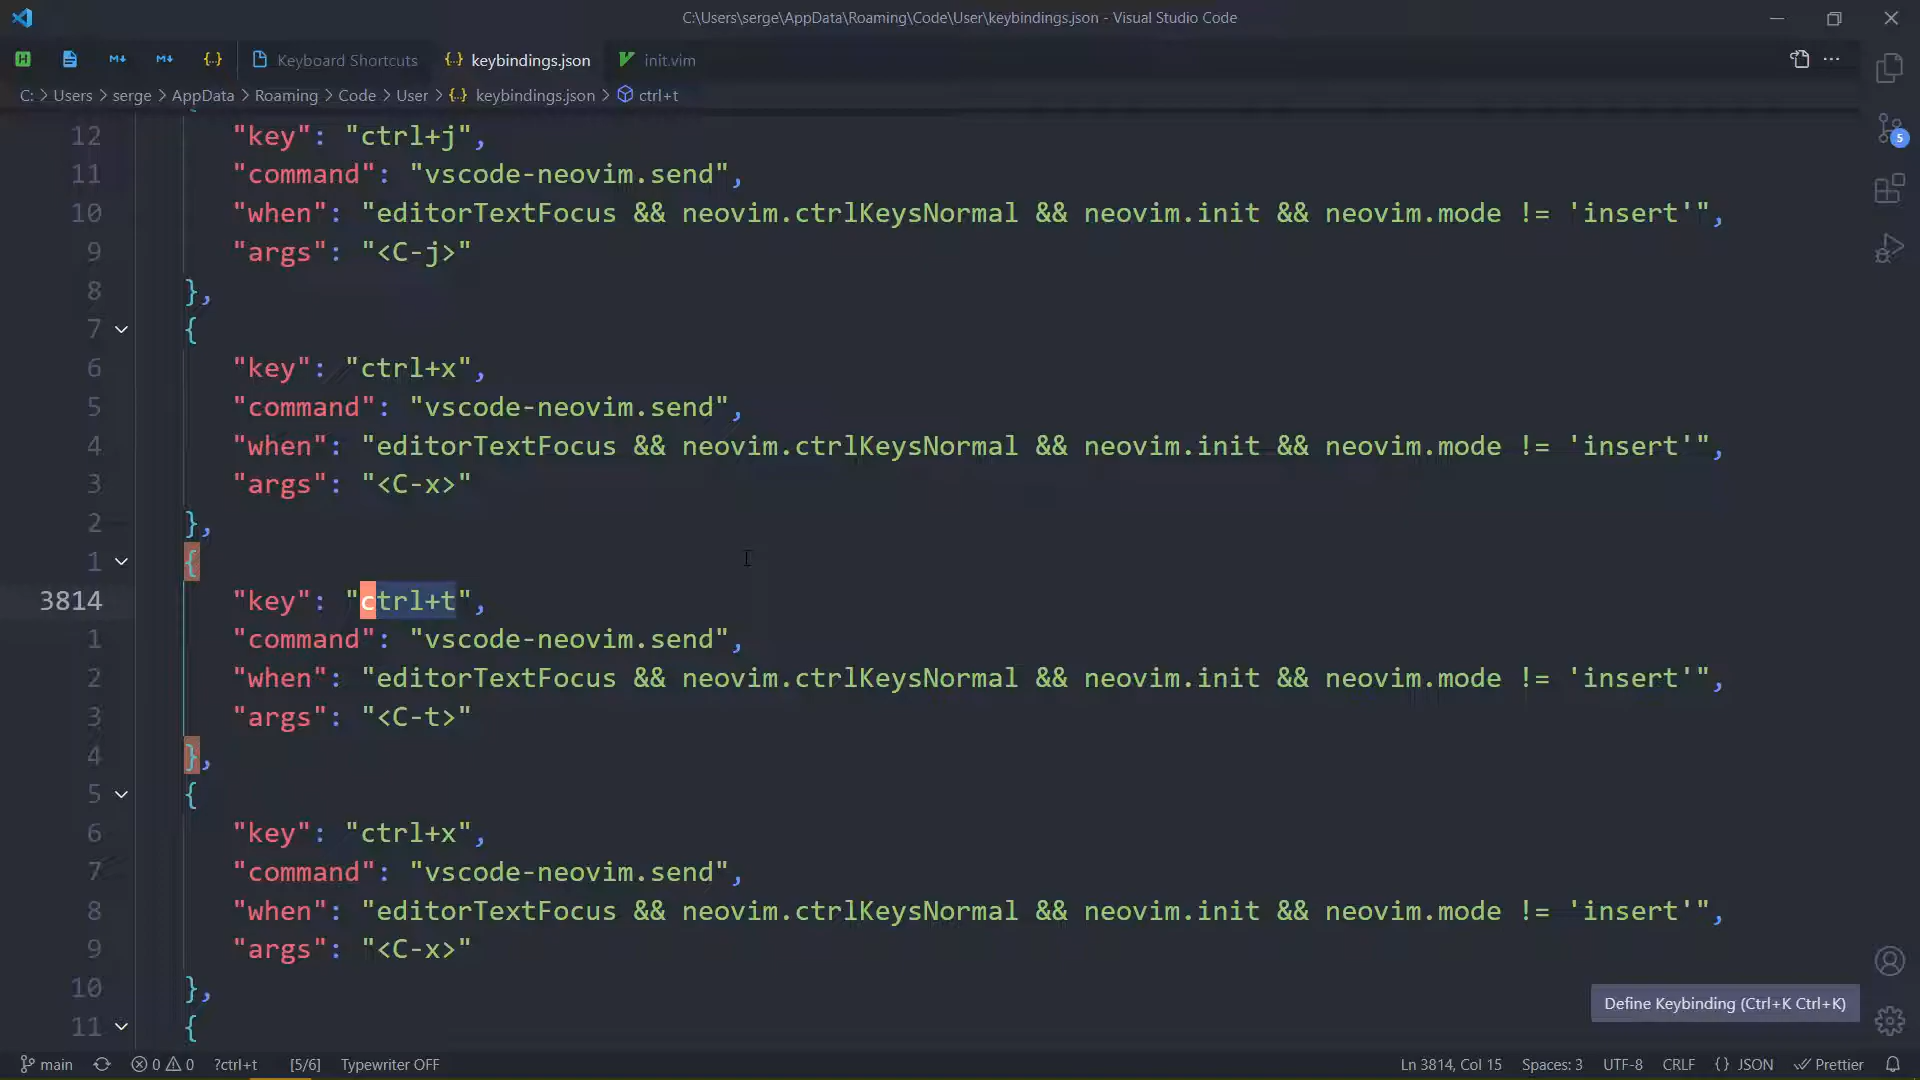 C:\Users\serge\AppData\Roaming\Code\User\keybindings.json - Visual Studio Code
H M↓ M↓ {..} Keyboard Shortcuts {..} keybindings.json init.vim ...
C: > Users > serge > AppData > Roaming > Code > User > {..} keybindings.json > ctrl+t
5
12 "key": "ctrl+j",
11 "command": "vscode-neovim.send",
10 "when": "editorTextFocus && neovim.ctrlKeysNormal && neovim.init && neovim.mode != 'insert'",
9 "args": "<C-j>"
8 },
7 {
6 "key": "ctrl+x",
5 "command": "vscode-neovim.send",
4 "when": "editorTextFocus && neovim.ctrlKeysNormal && neovim.init && neovim.mode != 'insert'",
3 "args": "<C-x>"
2 },
1 {
3814 "key": "ctrl+t",
1 "command": "vscode-neovim.send",
2 "when": "editorTextFocus && neovim.ctrlKeysNormal && neovim.init && neovim.mode != 'insert'",
3 "args": "<C-t>"
4 },
5 {
6 "key": "ctrl+x",
7 "command": "vscode-neovim.send",
8 "when": "editorTextFocus && neovim.ctrlKeysNormal && neovim.init && neovim.mode != 'insert'",
9 "args": "<C-x>"
10 },
Define Keybinding (Ctrl+K Ctrl+K)
11 {
main 0 0 ?ctrl+t [5/6] Typewriter OFF Ln 3814, Col 15 Spaces: 3 UTF-8 CRLF { } JSON Prettier